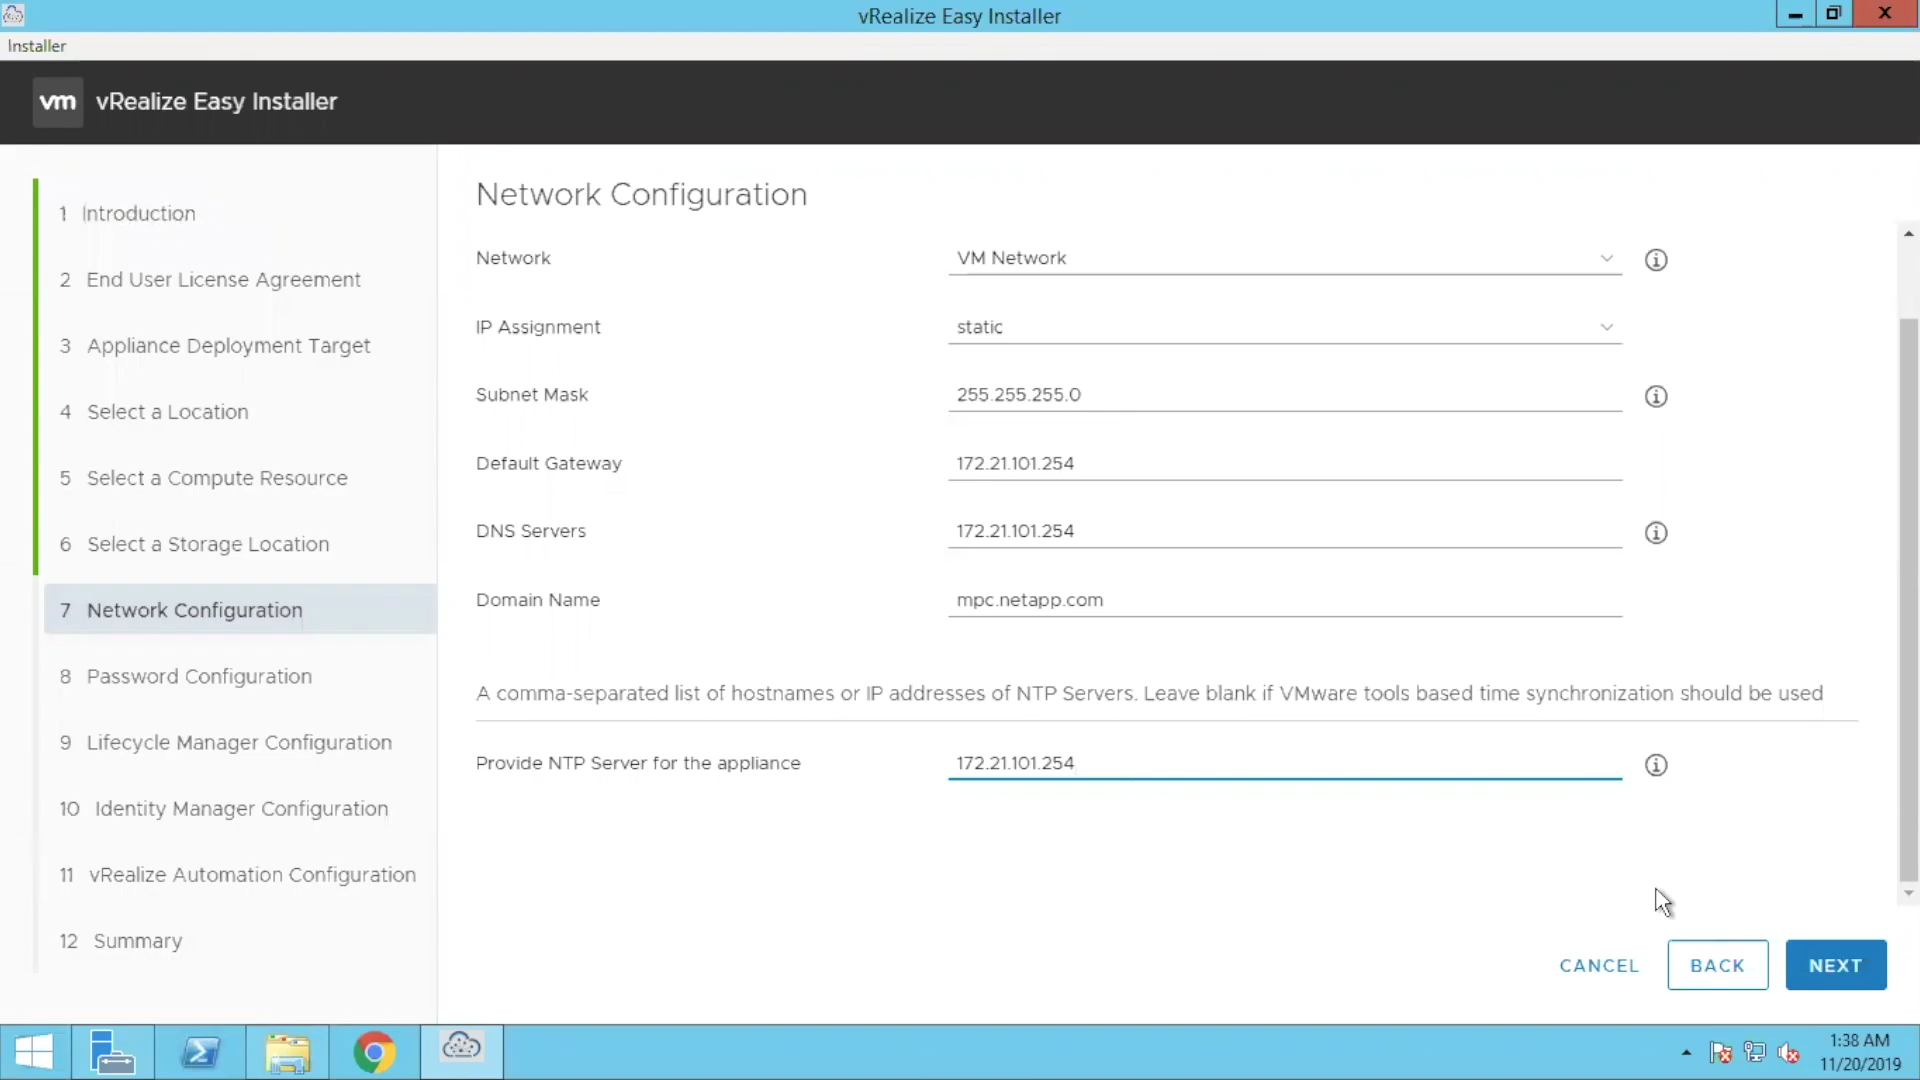 vRealize Easy Installer
Installer
vm vRealize Easy Installer
1 Introduction
2 End User License Agreement
3 Appliance Deployment Target
4 Select a Location
5 Select a Compute Resource
6 Select a Storage Location
7 Network Configuration
8 Password Configuration
9 Lifecycle Manager Configuration
10 Identity Manager Configuration
11 vRealize Automation Configuration
12 Summary
Network Configuration
Network VM Network
IP Assignment static
Subnet Mask 255.255.255.0
Default Gateway 172.21.101.254
DNS Servers 172.21.101.254
Domain Name mpc.netapp.com
A comma-separated list of hostnames or IP addresses of NTP Servers. Leave blank if VMware tools based time synchronization should be used
Provide NTP Server for the appliance 172.21.101.254
CANCEL BACK NEXT
1:38 AM
11/20/2019